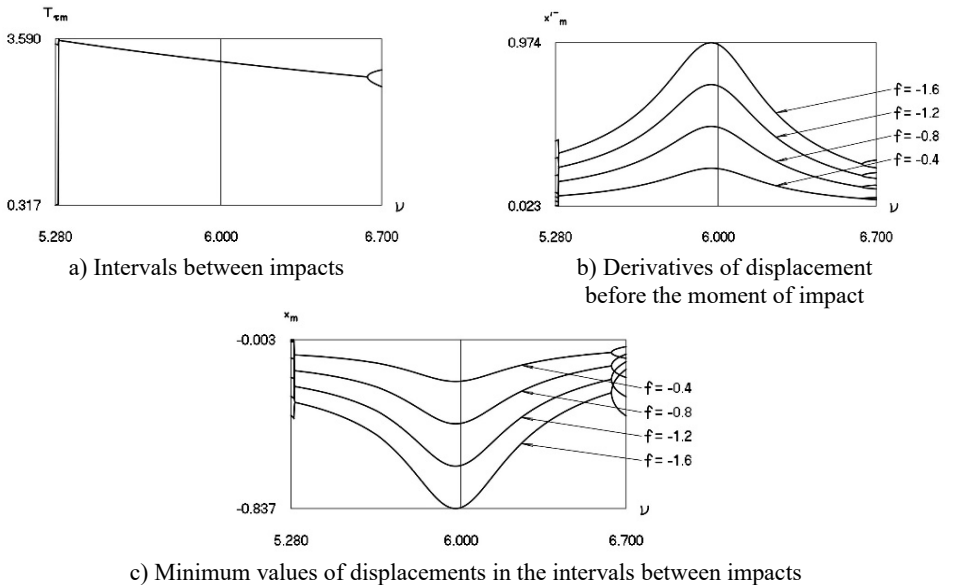 Tτm
3.590
0.317
ν
5.280
6.000
6.700
a) Intervals between impacts
x'⁻m
0.974
0.023
f = -1.6
f = -1.2
f = -0.8
f = -0.4
ν
5.280
6.000
6.700
b) Derivatives of displacement
before the moment of impact
xm
-0.003
-0.837
f = -0.4
f = -0.8
f = -1.2
f = -1.6
ν
5.280
6.000
6.700
c) Minimum values of displacements in the intervals between impacts